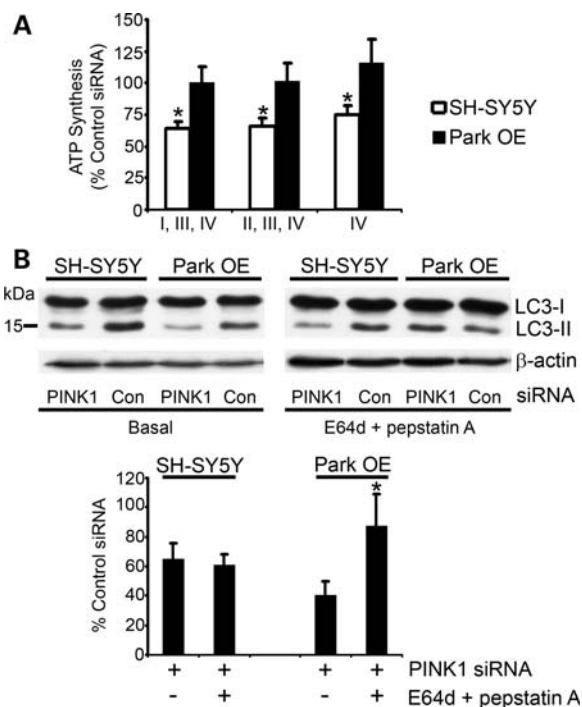 A
ATP Synthesis
(% Control siRNA)
150
125
100
75
50
25
0
* * *
I, III, IV II, III, IV IV
SH-SY5Y
Park OE
B
SH-SY5Y Park OE SH-SY5Y Park OE
kDa
15
LC3-I
LC3-II
β-actin
PINK1 Con PINK1 Con PINK1 Con PINK1 Con siRNA
Basal E64d + pepstatin A
SH-SY5Y Park OE
% Control siRNA
120
100
80
60
40
20
0
*
+ + + + PINK1 siRNA
- + - + E64d + pepstatin A